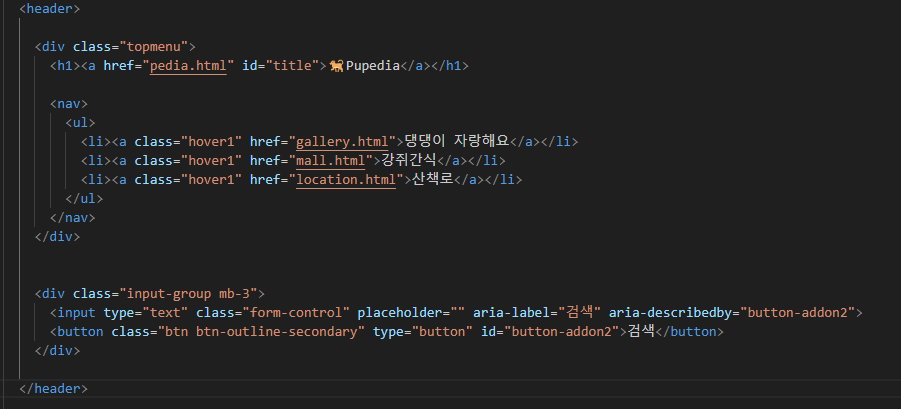 <header>
<div class="topmenu">
<h1><a href="pedia.html" id="title">🐕Pupedia</a></h1>
<nav>
<ul>
<li><a class="hover1" href="gallery.html">댕댕이 자랑해요</a></li>
<li><a class="hover1" href="mall.html">강쥐간식</a></li>
<li><a class="hover1" href="location.html">산책로</a></li>
</ul>
</nav>
</div>
<div class="input-group mb-3">
<input type="text" class="form-control" placeholder="" aria-label="검색" aria-describedby="button-addon2">
<button class="btn btn-outline-secondary" type="button" id="button-addon2">검색</button>
</div>
</header>